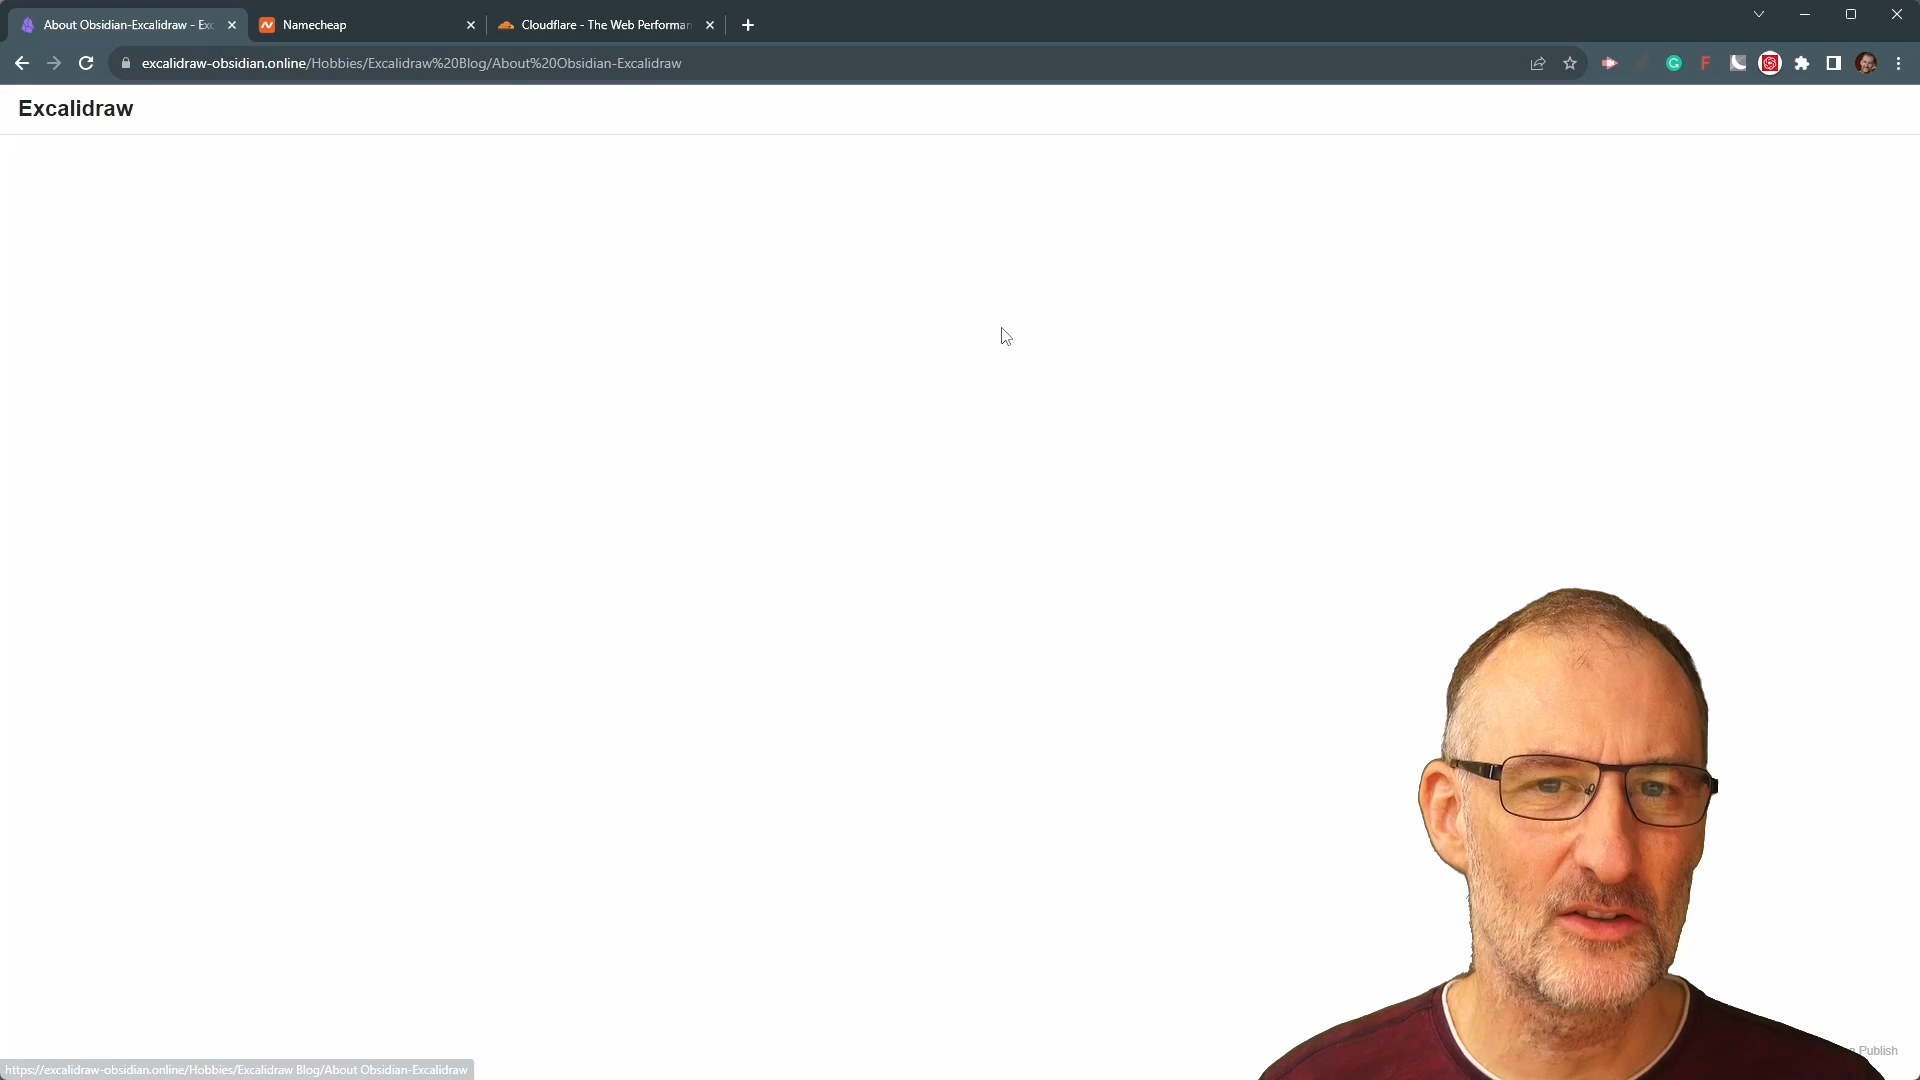 About Obsidian-Excalidraw - Exc
Namecheap
Cloudflare - The Web Performan
excalidraw-obsidian.online/Hobbies/Excalidraw%20Blog/About%20Obsidian-Excalidraw
Excalidraw
Publish
https://excalidraw-obsidian.online/Hobbies/Excalidraw Blog/About Obsidian-Excalidraw